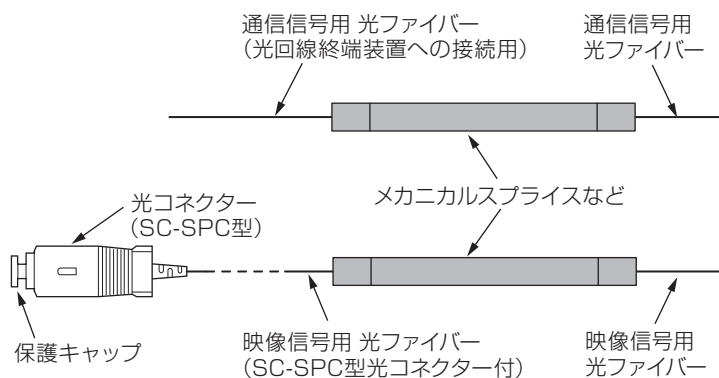 通信信号用 光ファイバー
(光回線終端装置への接続用)
通信信号用
光ファイバー
メカニカルスプライスなど
光コネクター
(SC-SPC型)
保護キャップ
映像信号用 光ファイバー
(SC-SPC型光コネクター付)
映像信号用
光ファイバー